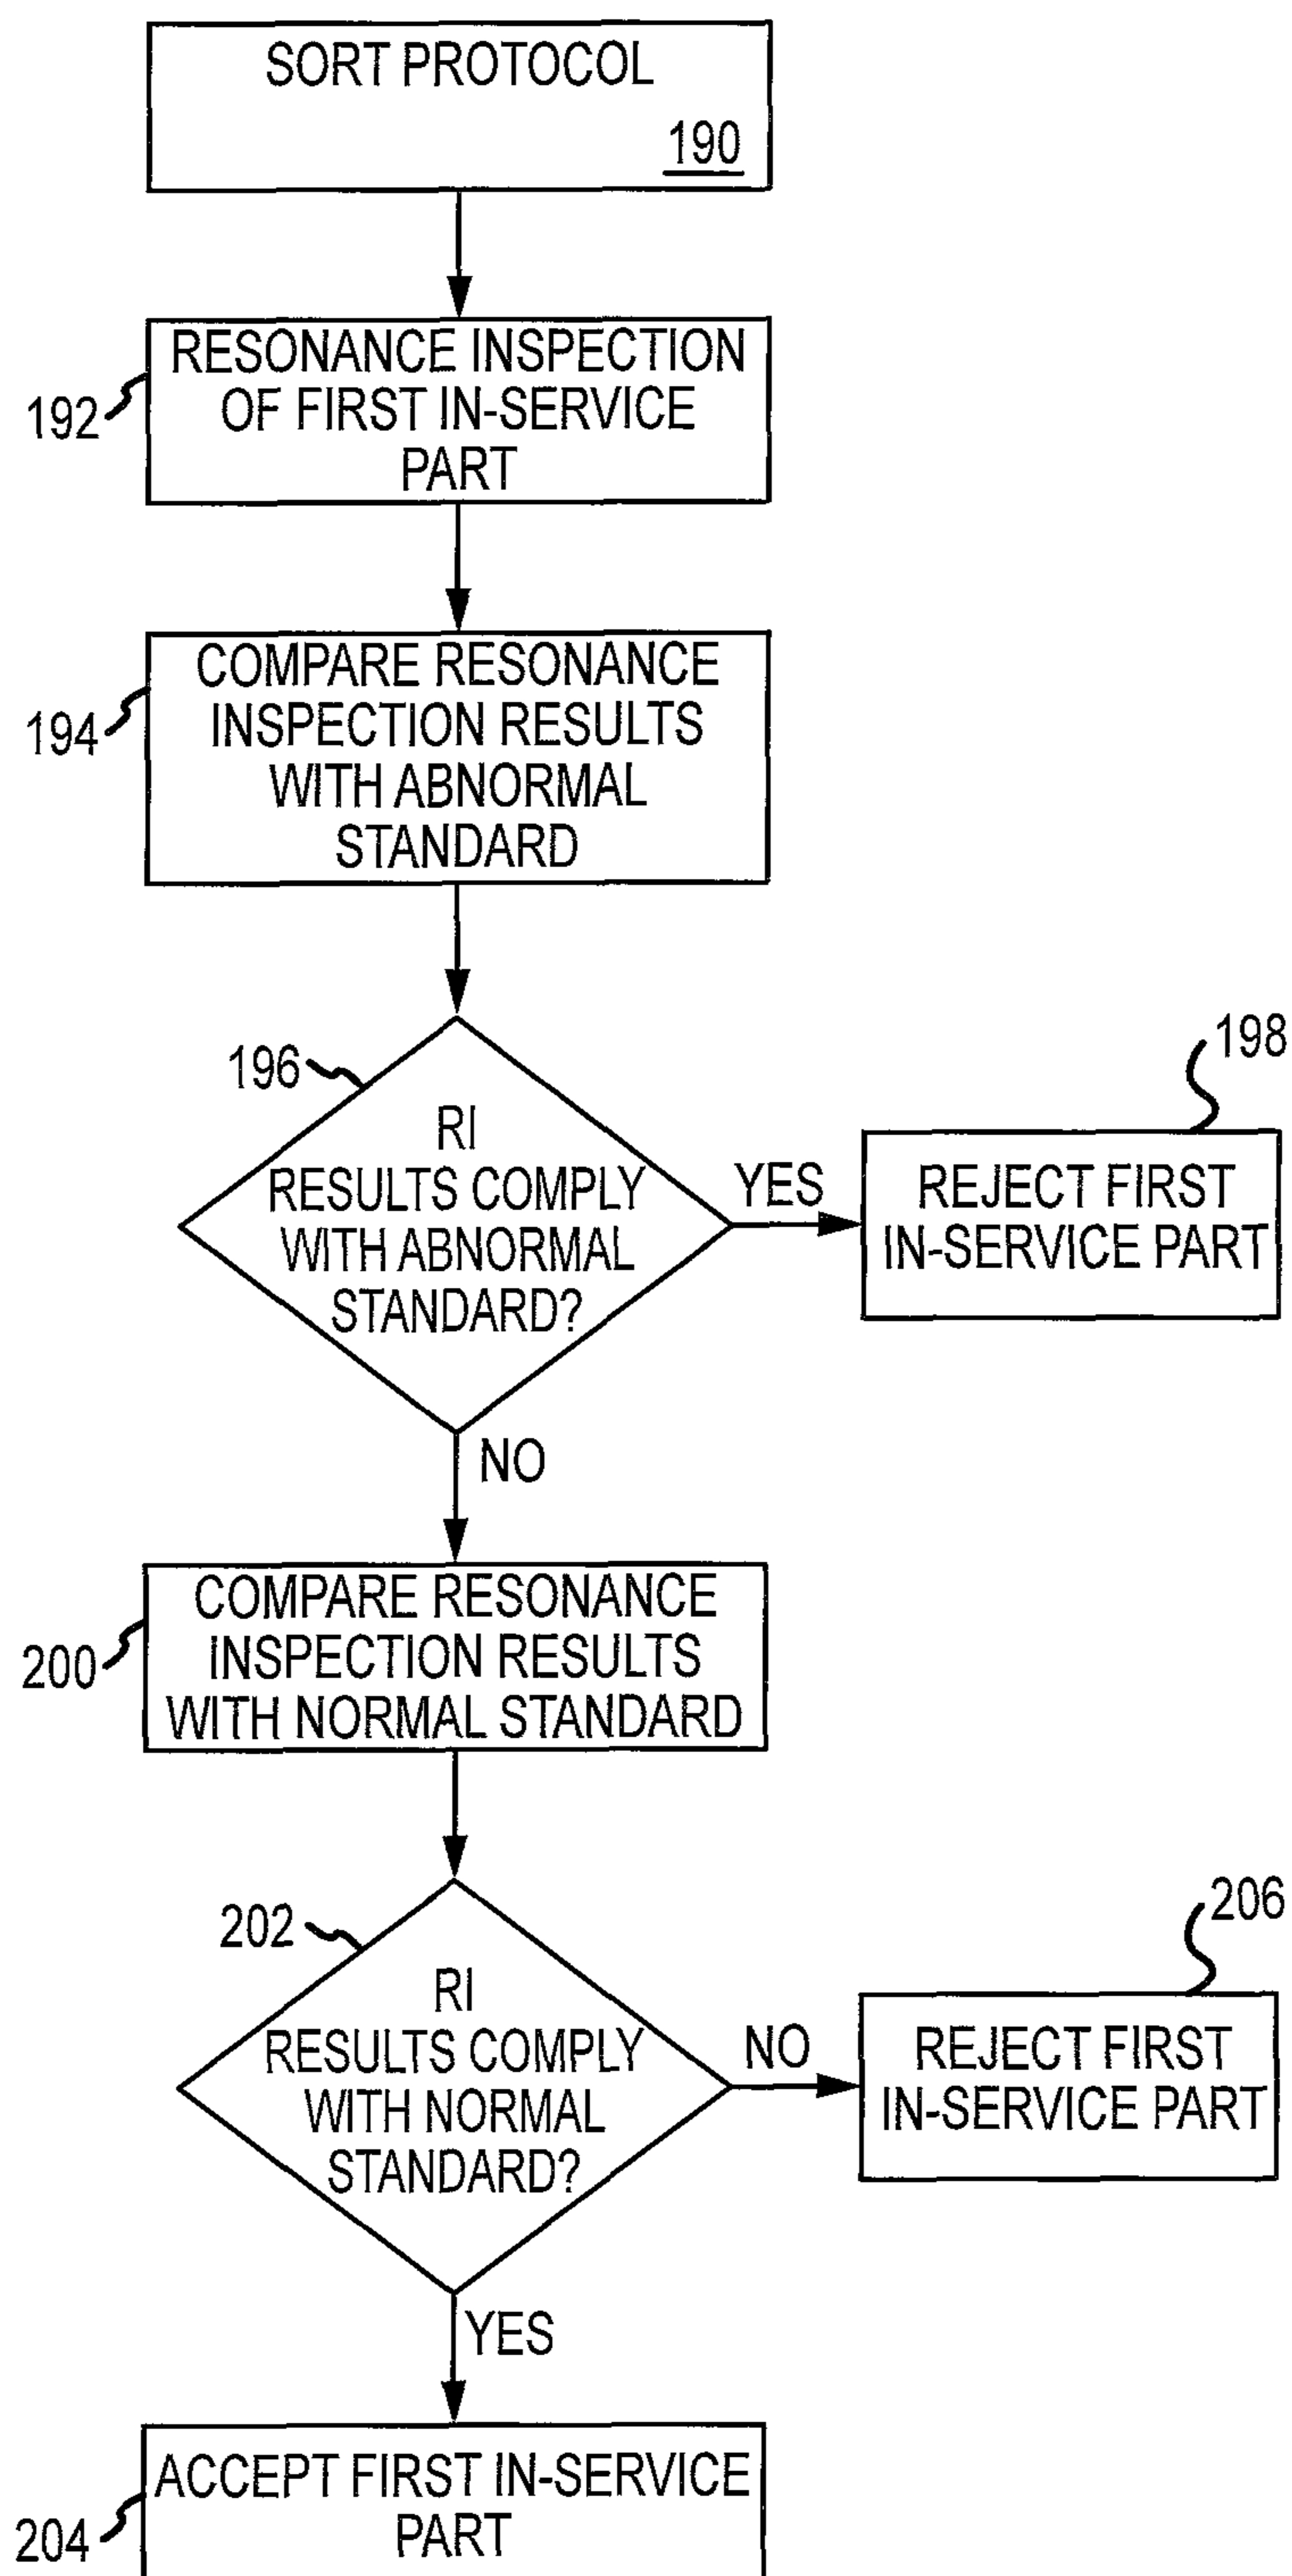 SORT PROTOCOL
190
192
RESONANCE INSPECTION
OF FIRST IN-SERVICE
PART
194
COMPARE RESONANCE
INSPECTION RESULTS
WITH ABNORMAL
STANDARD
196
RI
RESULTS COMPLY
WITH ABNORMAL
STANDARD?
YES
198
REJECT FIRST
IN-SERVICE PART
NO
200
COMPARE RESONANCE
INSPECTION RESULTS
WITH NORMAL STANDARD
202
RI
RESULTS COMPLY
WITH NORMAL
STANDARD?
NO
206
REJECT FIRST
IN-SERVICE PART
YES
204
ACCEPT FIRST IN-SERVICE
PART